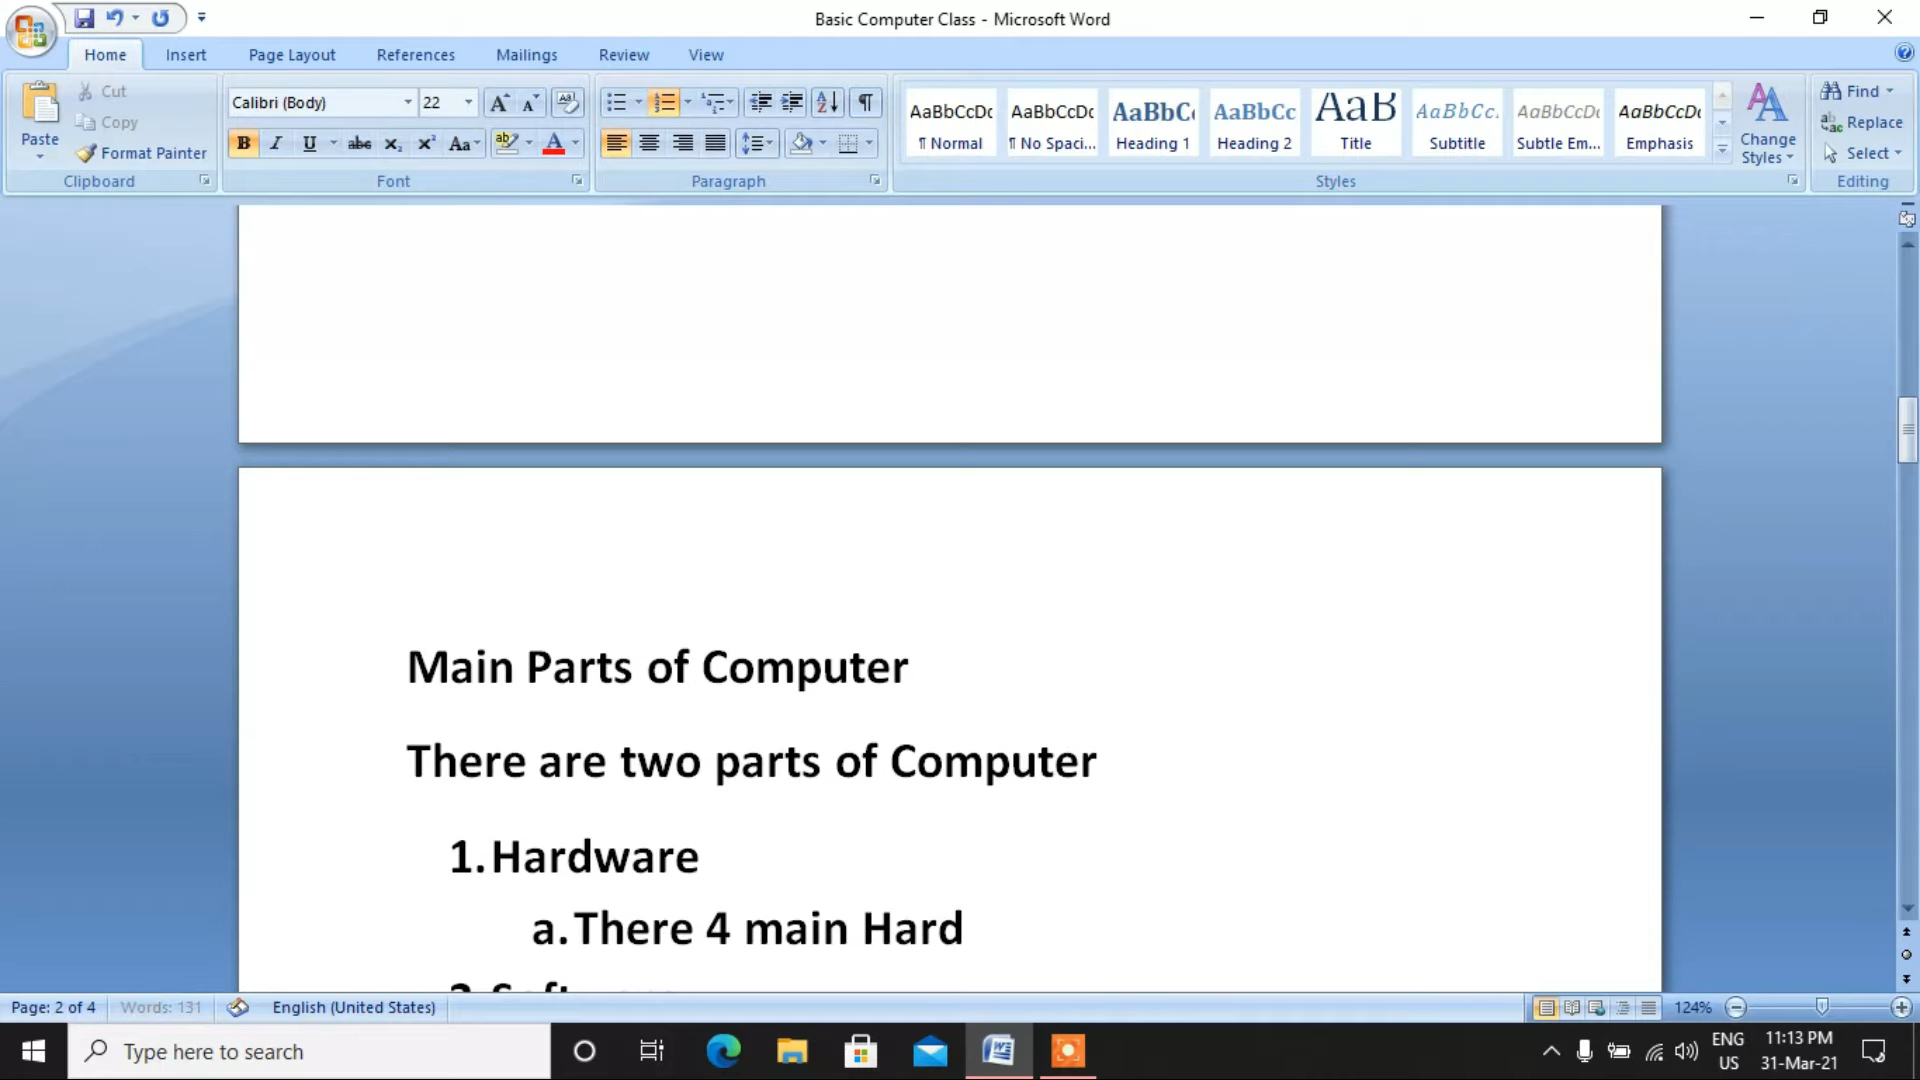 Basic Computer Class - Microsoft Word
Home Insert Page Layout References Mailings Review View
Paste
Cut
Copy
Format Painter
Clipboard
Calibri (Body) 22
Font
Paragraph
AaBbCcDc AaBbCcDc AaBbC AaBbCc AaB AaBbCc. AaBbCcDc AaBbCcDc
¶ Normal ¶ No Spaci... Heading 1 Heading 2 Title Subtitle Subtle Em... Emphasis
Styles
Change
Styles
Find
Replace
Select
Editing
Main Parts of Computer
There are two parts of Computer
1. Hardware
a. There 4 main Hard
2. Software
Page: 2 of 4 Words: 131 English (United States) 124%
Type here to search
ENG
US
11:13 PM
31-Mar-21